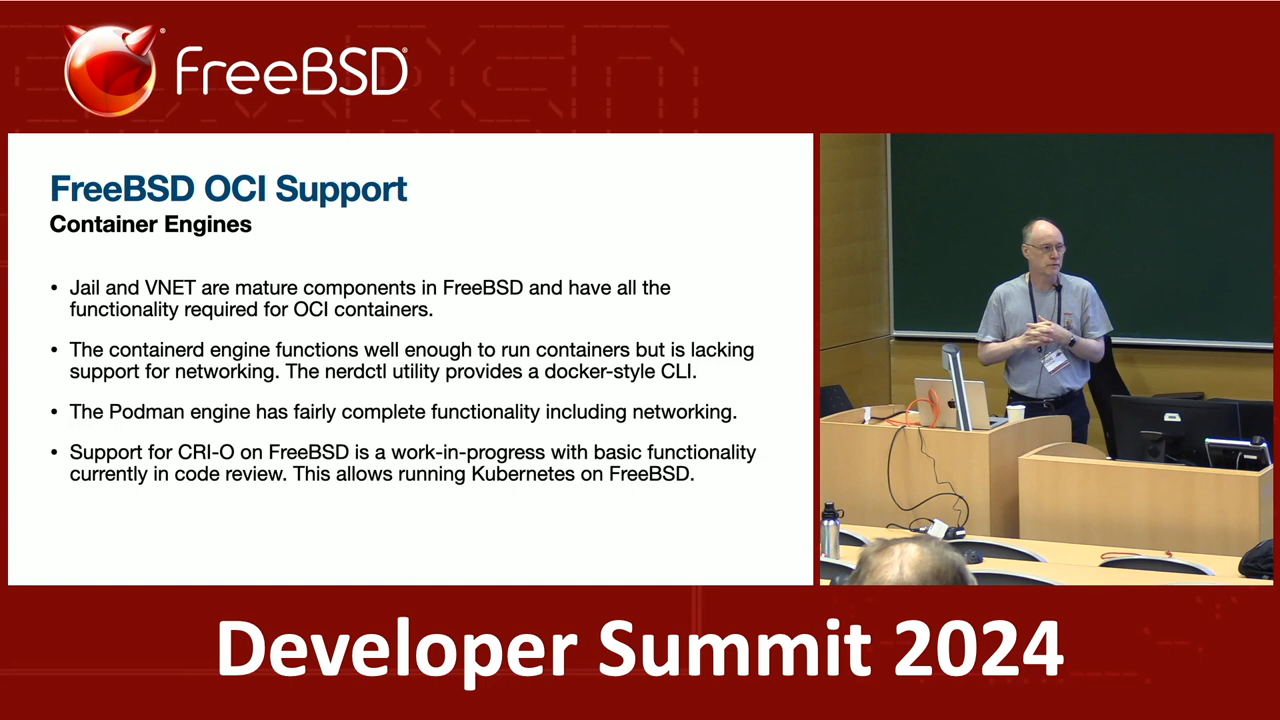 FreeBSD®
FreeBSD OCI Support
Container Engines
• Jail and VNET are mature components in FreeBSD and have all the
functionality required for OCI containers.
• The containerd engine functions well enough to run containers but is lacking
support for networking. The nerdctl utility provides a docker-style CLI.
• The Podman engine has fairly complete functionality including networking.
• Support for CRI-O on FreeBSD is a work-in-progress with basic functionality
currently in code review. This allows running Kubernetes on FreeBSD.
Developer Summit 2024